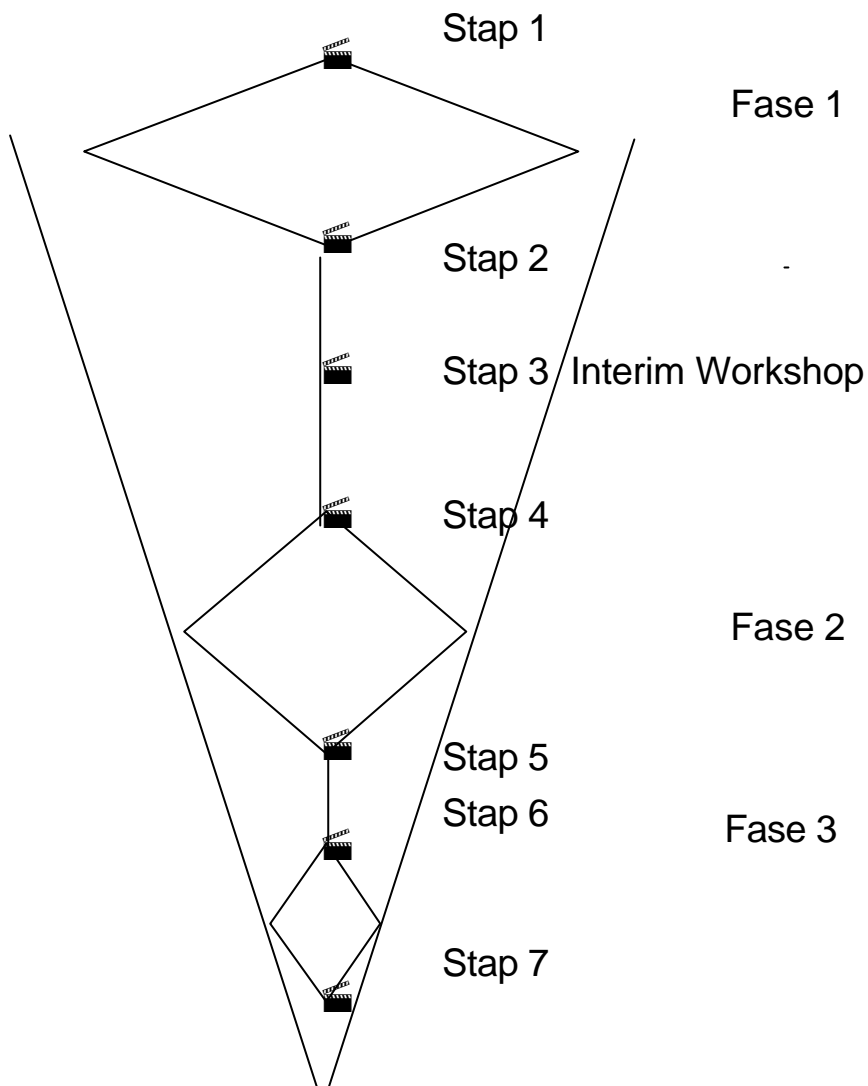 Stap 1
Fase 1
Stap 2
-
Stap 3 Interim Workshop
Stap 4
Fase 2
Stap 5
Stap 6
Fase 3
Stap 7